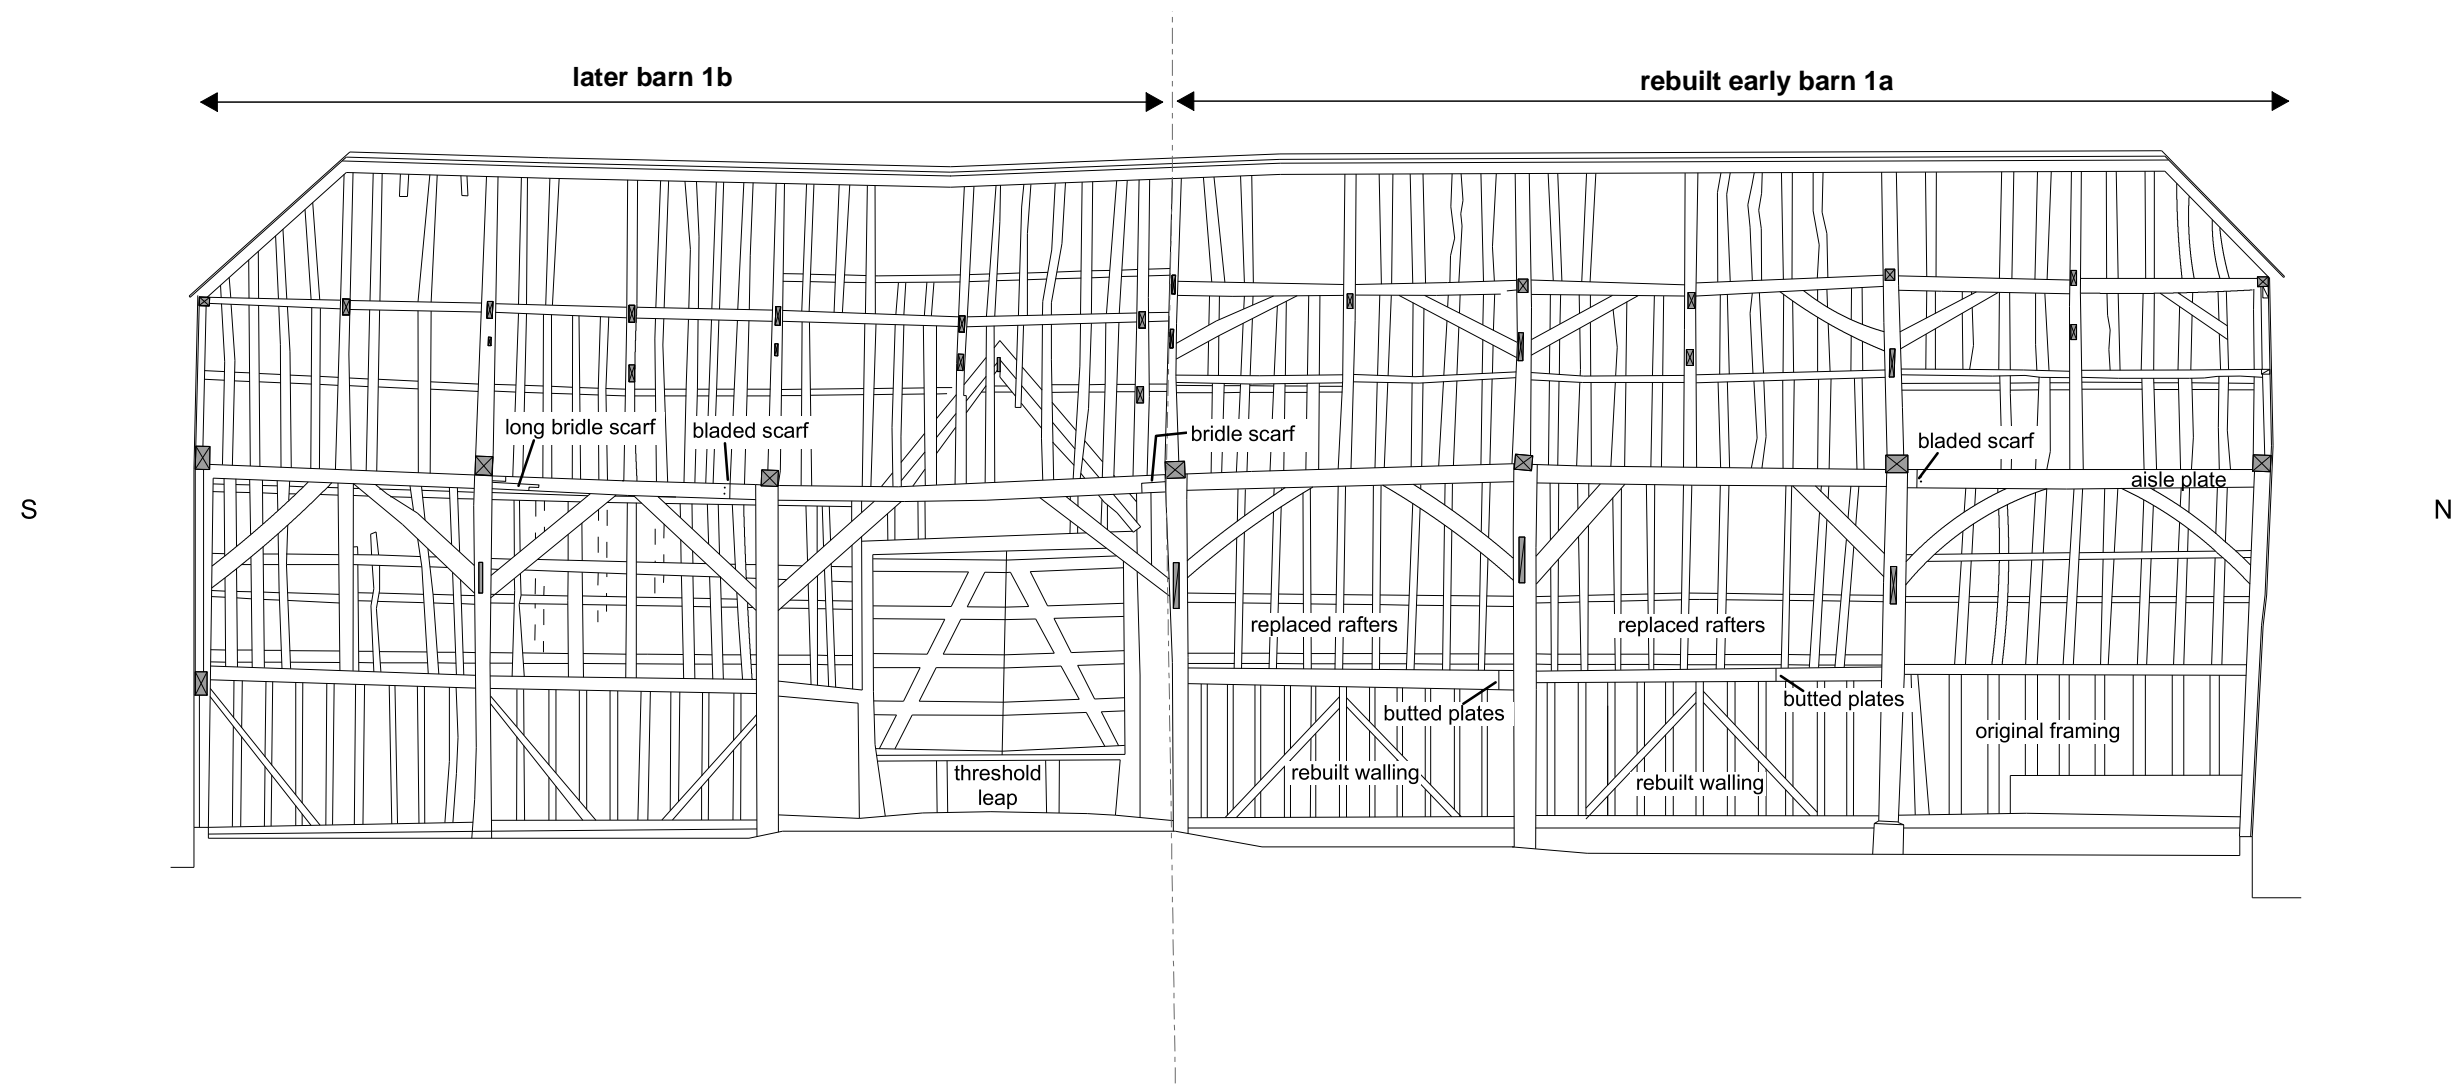 later barn 1b
rebuilt early barn 1a
long bridle scarf
bladed scarf
bridle scarf
bladed scarf
aisle plate
S
N
replaced rafters
replaced rafters
butted plates
butted plates
original framing
threshold
leap
rebuilt walling
rebuilt walling